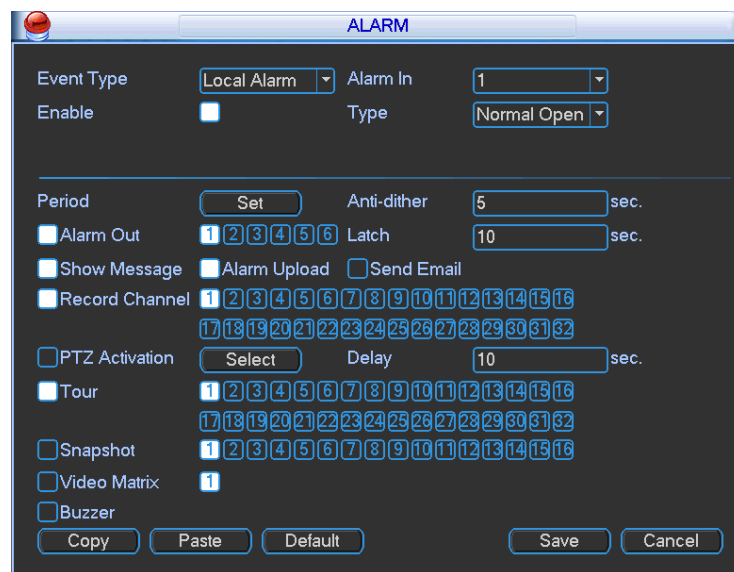 ALARM
Event Type Local Alarm Alarm In 1
Enable Type Normal Open
Period Set Anti-dither 5 sec.
Alarm Out 1 2 3 4 5 6 Latch 10 sec.
Show Message Alarm Upload Send Email
Record Channel 1 2 3 4 5 6 7 8 9 10 11 12 13 14 15 16
17 18 19 20 21 22 23 24 25 26 27 28 29 30 31 32
PTZ Activation Select Delay 10 sec.
Tour 1 2 3 4 5 6 7 8 9 10 11 12 13 14 15 16
17 18 19 20 21 22 23 24 25 26 27 28 29 30 31 32
Snapshot 1 2 3 4 5 6 7 8 9 10 11 12 13 14 15 16
Video Matrix 1
Buzzer
Copy Paste Default Save Cancel